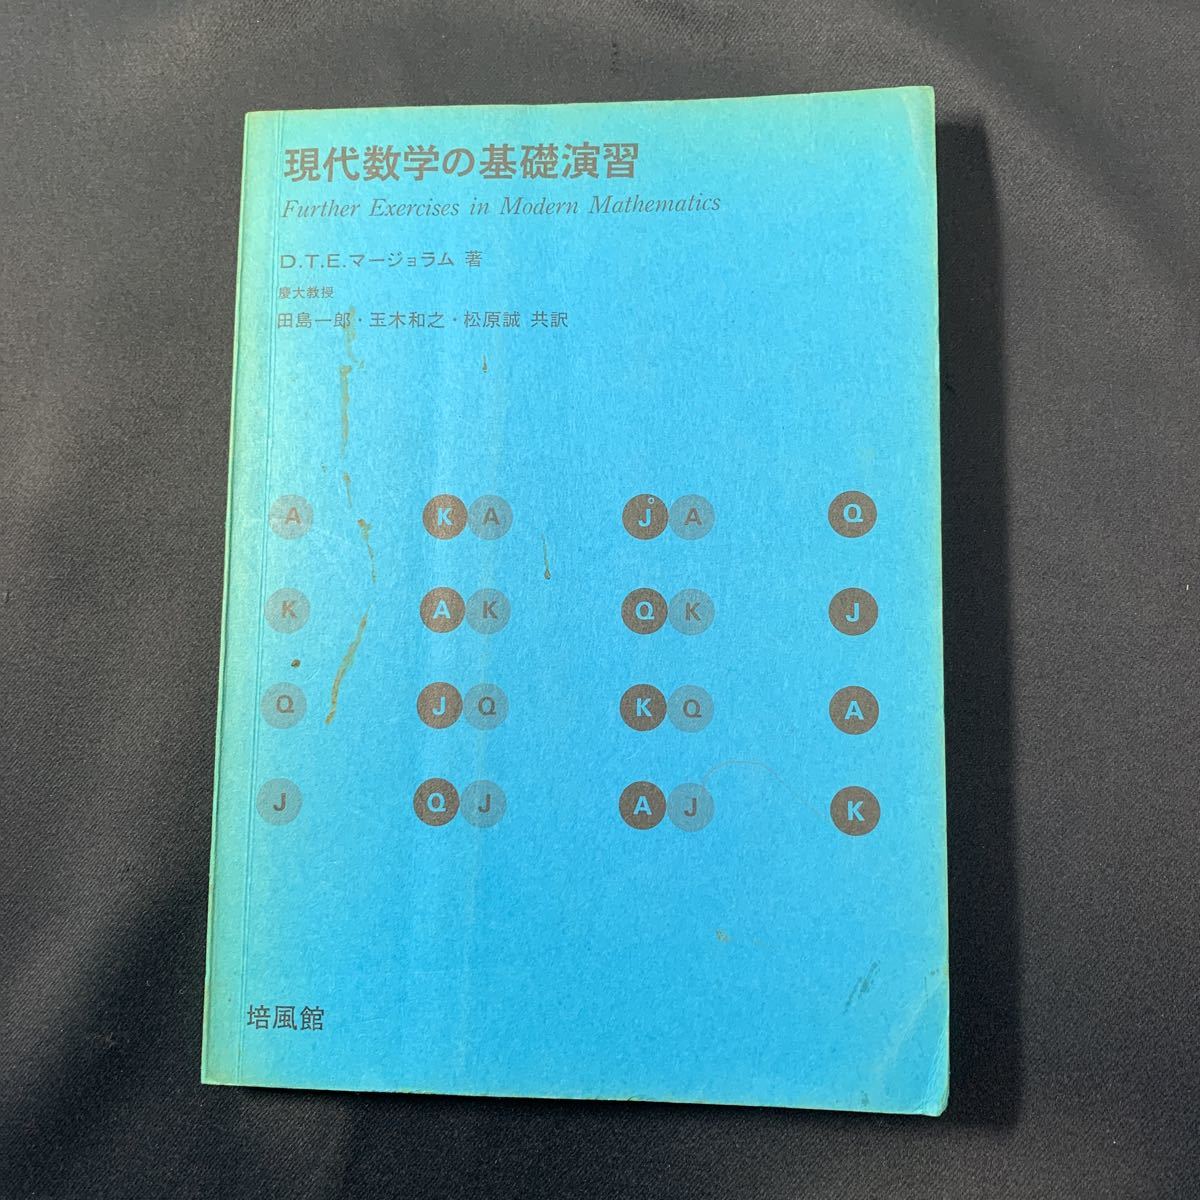 現代数学の基礎演習
Further Exercises in Modern Mathematics
D.T.E.マージョラム 著
慶大教授
田島一郎・玉木和之・松原誠 共訳
A K A J A Q
K A K Q K J
Q J Q K Q A
J Q J A J K
培風館